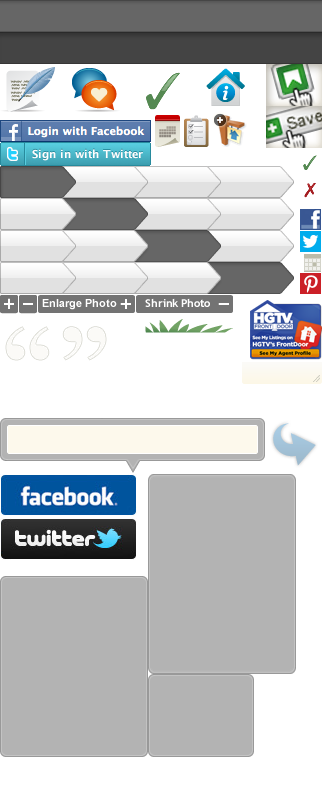 Save
f Login with Facebook
t Sign in with Twitter
Enlarge Photo +
Shrink Photo −
HGTV
FRONT DOOR
See My Listings on
HGTV's FrontDoor
See My Agent Profile
facebook
twitter